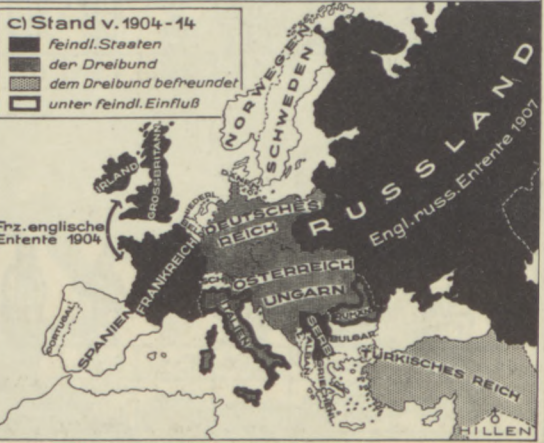 c) Stand v. 1904-14
feindl. Staaten
der Dreibund
dem Dreibund befreundet
unter feindl. Einfluß
NORWEGEN
SCHWEDEN
RUSSLAND
Engl. russ. Entente 1907
IRLAND
GROSSBRITANN.
Frz. englische
Entente 1904
DEUTSCHES
REICH
FRANKREICH
ÖSTERREICH
UNGARN
ITALIEN
PORTUGAL
SPANIEN
BULGAR.
TÜRKISCHES REICH
HILLEN